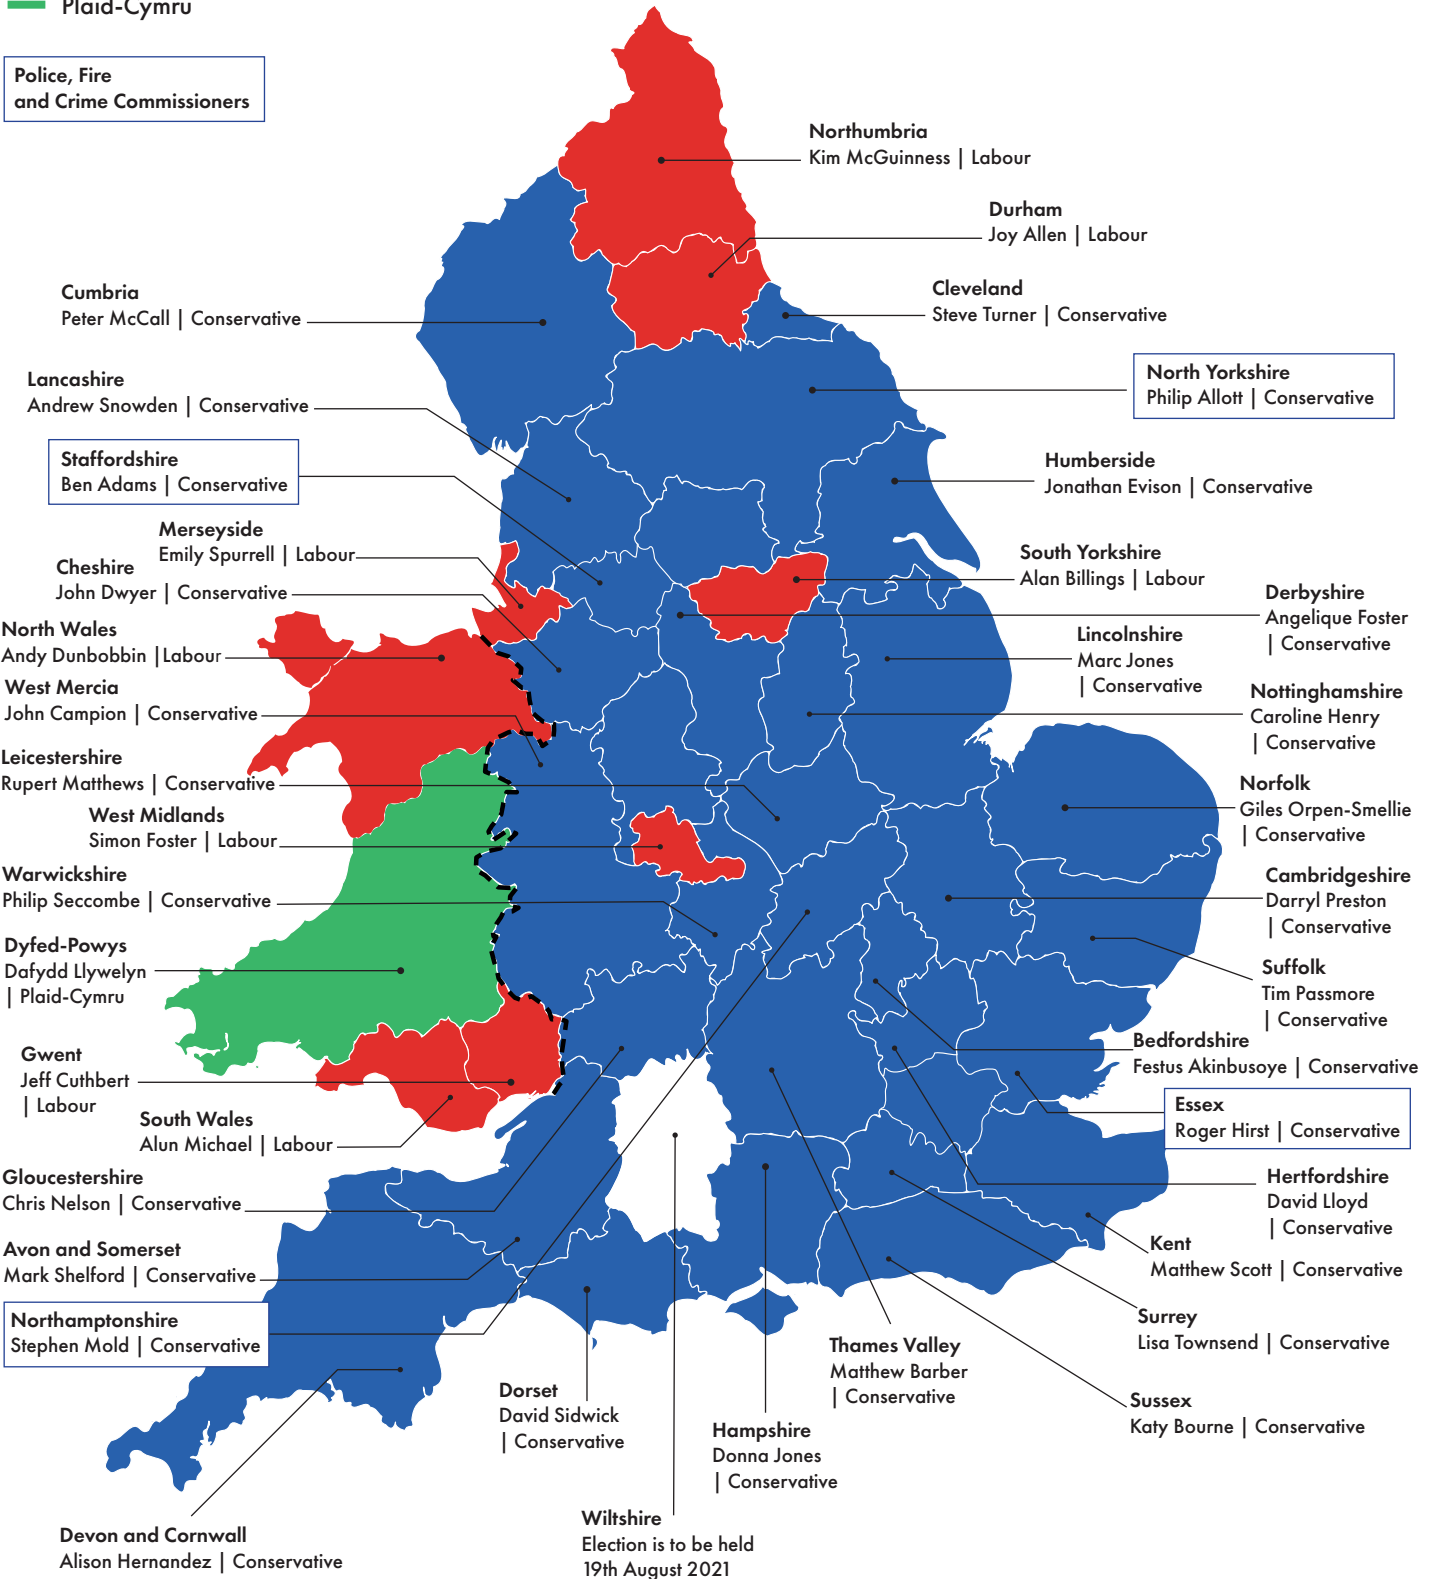 Plaid-Cymru
Police, Fire
and Crime Commissioners
Northumbria
Kim McGuinness | Labour
Durham
Joy Allen | Labour
Cumbria
Peter McCall | Conservative
Cleveland
Steve Turner | Conservative
Lancashire
Andrew Snowden | Conservative
North Yorkshire
Philip Allott | Conservative
Staffordshire
Ben Adams | Conservative
Humberside
Jonathan Evison | Conservative
Merseyside
Emily Spurrell | Labour
Cheshire
John Dwyer | Conservative
South Yorkshire
Alan Billings | Labour
Derbyshire
Angelique Foster
| Conservative
North Wales
Andy Dunbobbin |Labour
Lincolnshire
Marc Jones
| Conservative
West Mercia
John Campion | Conservative
Nottinghamshire
Caroline Henry
| Conservative
Leicestershire
Rupert Matthews | Conservative
Norfolk
Giles Orpen-Smellie
| Conservative
West Midlands
Simon Foster | Labour
Warwickshire
Philip Seccombe | Conservative
Cambridgeshire
Darryl Preston
| Conservative
Dyfed-Powys
Dafydd Llywelyn
| Plaid-Cymru
Suffolk
Tim Passmore
| Conservative
Gwent
Jeff Cuthbert
| Labour
Bedfordshire
Festus Akinbusoye | Conservative
South Wales
Alun Michael | Labour
Essex
Roger Hirst | Conservative
Gloucestershire
Chris Nelson | Conservative
Hertfordshire
David Lloyd
| Conservative
Avon and Somerset
Mark Shelford | Conservative
Kent
Matthew Scott | Conservative
Northamptonshire
Stephen Mold | Conservative
Surrey
Lisa Townsend | Conservative
Thames Valley
Matthew Barber
| Conservative
Dorset
David Sidwick
| Conservative
Sussex
Katy Bourne | Conservative
Hampshire
Donna Jones
| Conservative
Wiltshire
Election is to be held
19th August 2021
Devon and Cornwall
Alison Hernandez | Conservative